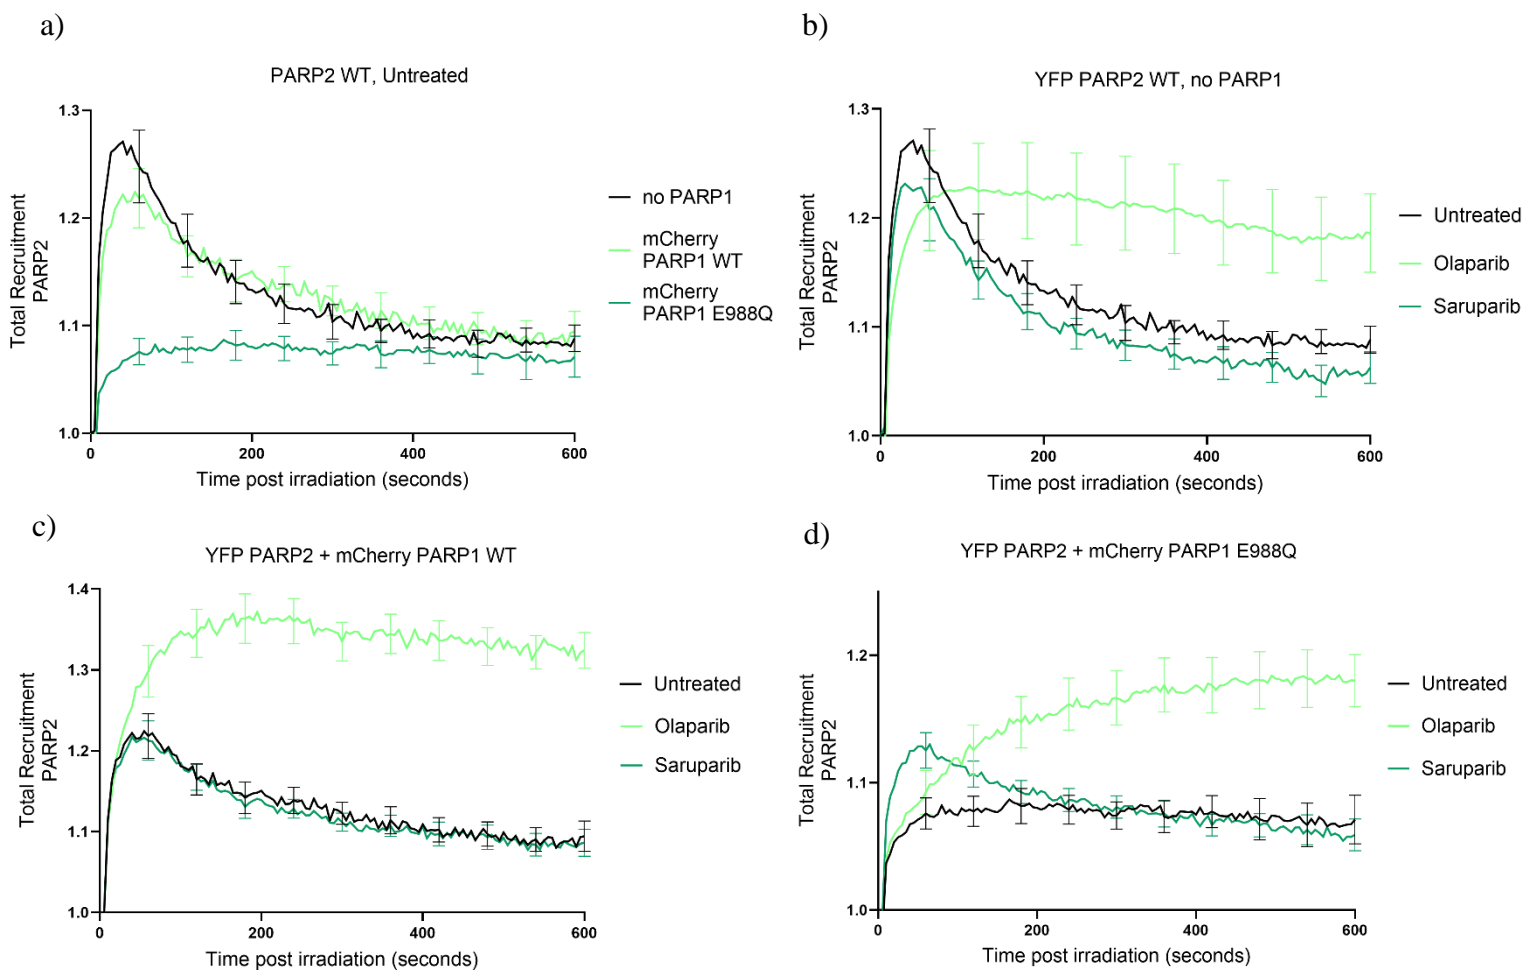 a)
PARP2 WT, Untreated
1.3
1.2
1.1
1.0
0
200
400
600
Total Recruitment
PARP2
Time post irradiation (seconds)
no PARP1
mCherry
PARP1 WT
mCherry
PARP1 E988Q
b)
YFP PARP2 WT, no PARP1
1.3
1.2
1.1
1.0
0
200
400
600
Total Recruitment
PARP2
Time post irradiation (seconds)
Untreated
Olaparib
Saruparib
c)
YFP PARP2 + mCherry PARP1 WT
1.4
1.3
1.2
1.1
1.0
0
200
400
600
Total Recruitment
PARP2
Time post irradiation (seconds)
Untreated
Olaparib
Saruparib
d)
YFP PARP2 + mCherry PARP1 E988Q
1.2
1.1
1.0
0
200
400
600
Total Recruitment
PARP2
Time post irradiation (seconds)
Untreated
Olaparib
Saruparib